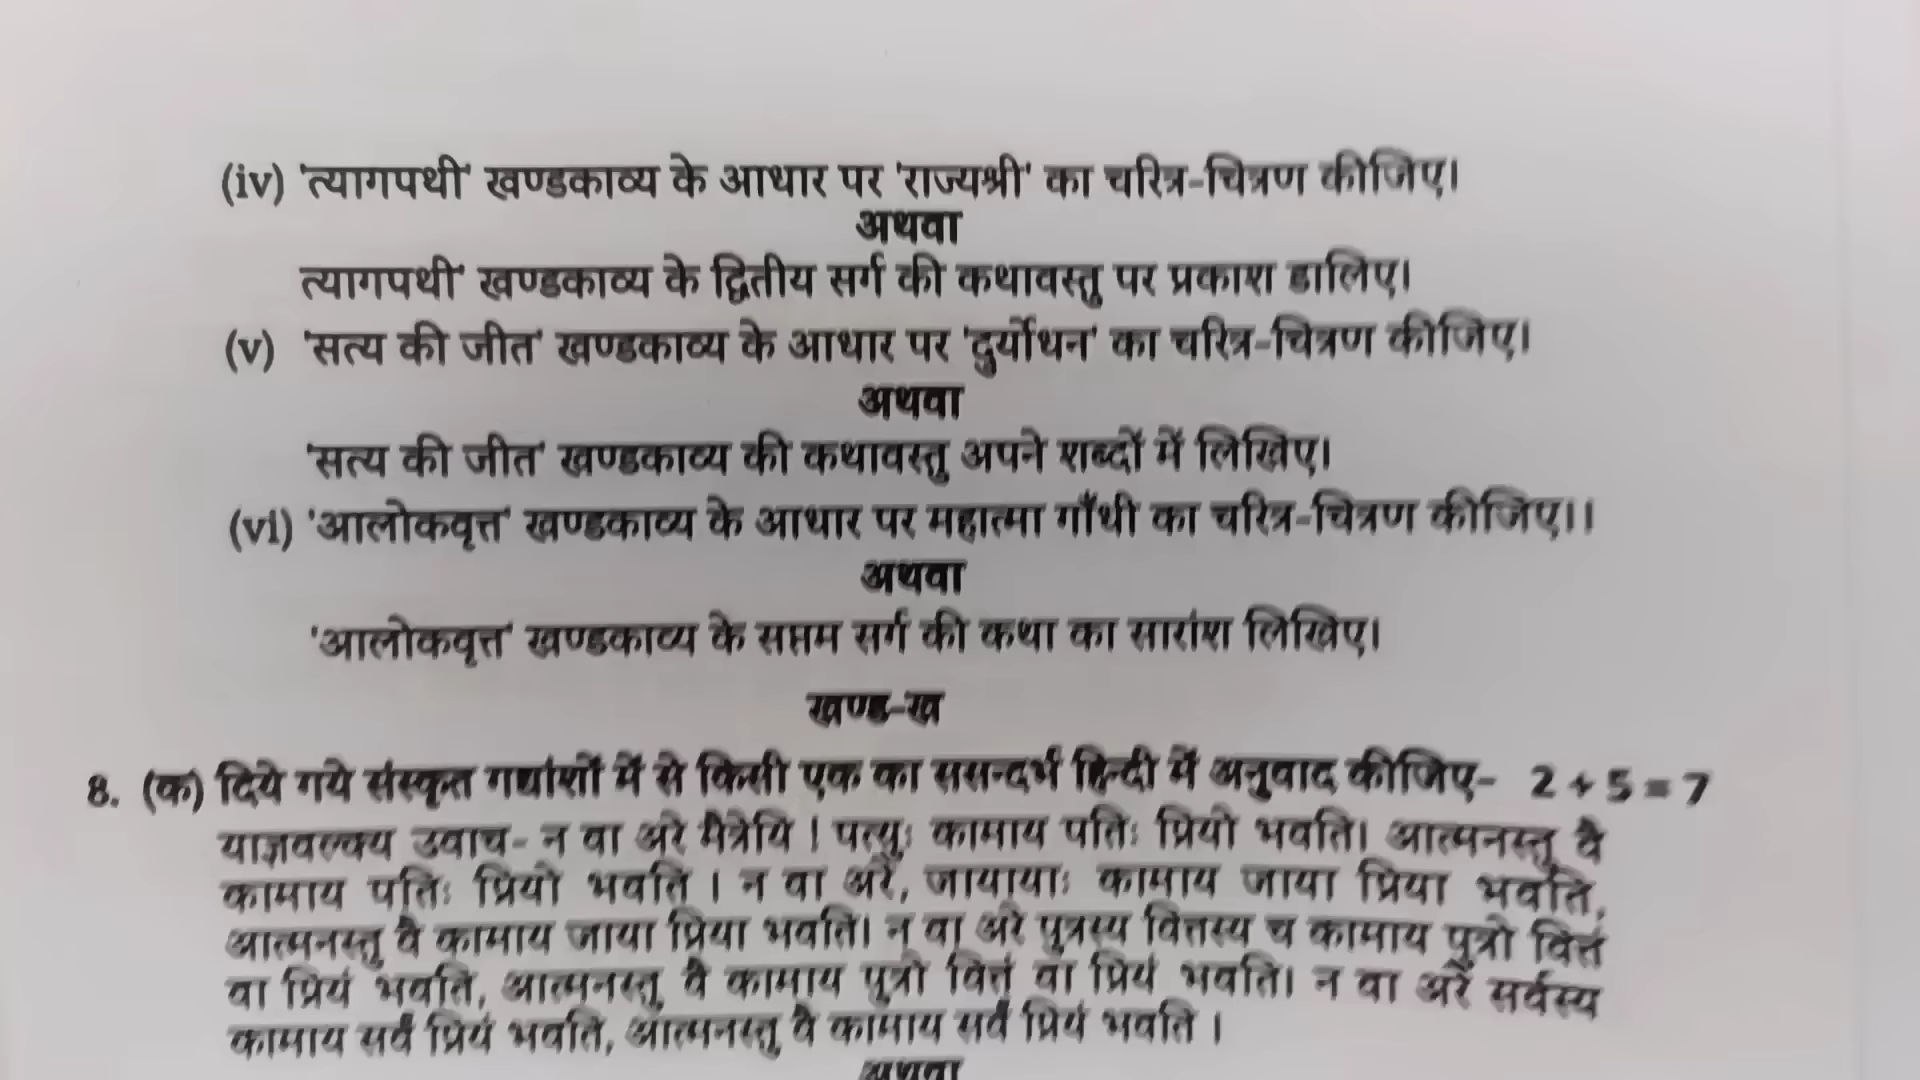 (iv) 'त्यागपथी' खण्डकाव्य के आधार पर 'राज्यश्री' का चरित्र-चित्रण कीजिए।
अथवा
त्यागपथी' खण्डकाव्य के द्वितीय सर्ग की कथावस्तु पर प्रकाश डालिए।
(v) 'सत्य की जीत' खण्डकाव्य के आधार पर 'दुर्योधन' का चरित्र-चित्रण कीजिए।
अथवा
'सत्य की जीत' खण्डकाव्य की कथावस्तु अपने शब्दों में लिखिए।
(vi) 'आलोकवृत्त' खण्डकाव्य के आधार पर महात्मा गाँधी का चरित्र-चित्रण कीजिए।।
अथवा
'आलोकवृत्त' खण्डकाव्य के सप्तम सर्ग की कथा का सारांश लिखिए।
खण्ड-ख
8. (क) दिये गये संस्कृत गद्यांशों में से किसी एक का ससन्दर्भ हिन्दी में अनुवाद कीजिए- 2 + 5 = 7
याज्ञवल्क्य उवाच- न वा अरे मैत्रेयि ! पत्युः कामाय पतिः प्रियो भवति। आत्मनस्तु वै
कामाय पतिः प्रियो भवति । न वा अरे, जायायाः कामाय जाया प्रिया भवति,
आत्मनस्तु वै कामाय जाया प्रिया भवति। न वा अरे पुत्रस्य वित्तस्य च कामाय पुत्रो वित्तं
वा प्रियं भवति, आत्मनस्तु वै कामाय पुत्रो वित्तं वा प्रियं भवति। न वा अरे सर्वस्य
कामाय सर्वं प्रियं भवति, आत्मनस्तु वै कामाय सर्वं प्रियं भवति ।
अथवा